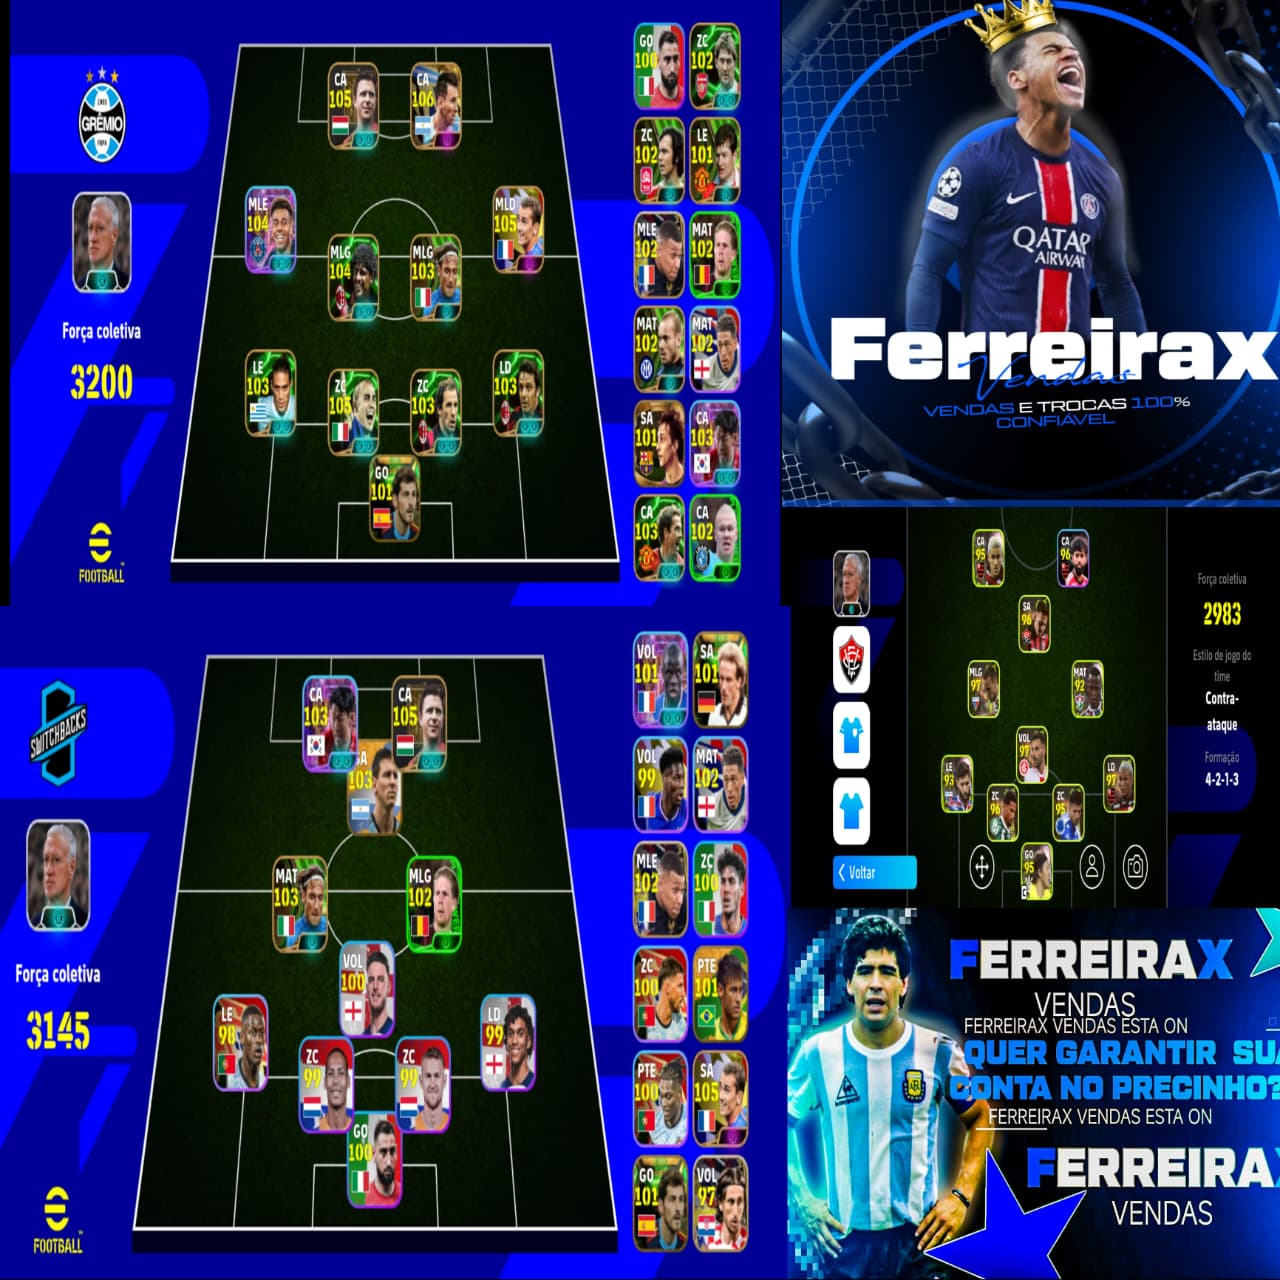 GRÊMIO
FBPA
Força coletiva
3200
FOOTBALL
CA
105
CA
106
MLE
104
MLD
105
MLG
104
MLG
103
LE
103
ZC
105
ZC
103
LD
103
GO
101
GO
100
ZC
102
ZC
102
LE
101
MLE
102
MAT
102
MAT
102
MAT
102
SA
101
CA
103
CA
103
CA
102
QATAR
AIRWAY
Ferreirax
Vendas
VENDAS E TROCAS 100%
CONFIÁVEL
SWITCHBACKS
Força coletiva
3145
FOOTBALL
CA
103
CA
105
SA
103
MAT
103
MLG
102
VOL
100
LE
98
ZC
99
ZC
99
LD
99
GO
100
VOL
101
SA
101
VOL
99
MAT
102
MLE
102
ZC
100
ZC
100
PTE
101
PTE
100
SA
105
GO
101
VOL
97
Voltar
CA
95
CA
96
SA
96
MLG
97
MAT
92
VOL
97
LE
93
ZC
96
ZC
95
LD
97
GO
95
Força coletiva
2983
Estilo de jogo do
time
Contra-
ataque
Formação
4-2-1-3
FERREIRAX
VENDAS
FERREIRAX VENDAS ESTA ON
QUER GARANTIR SUA
CONTA NO PRECINHO?
FERREIRAX VENDAS ESTA ON
FERREIRAX
VENDAS